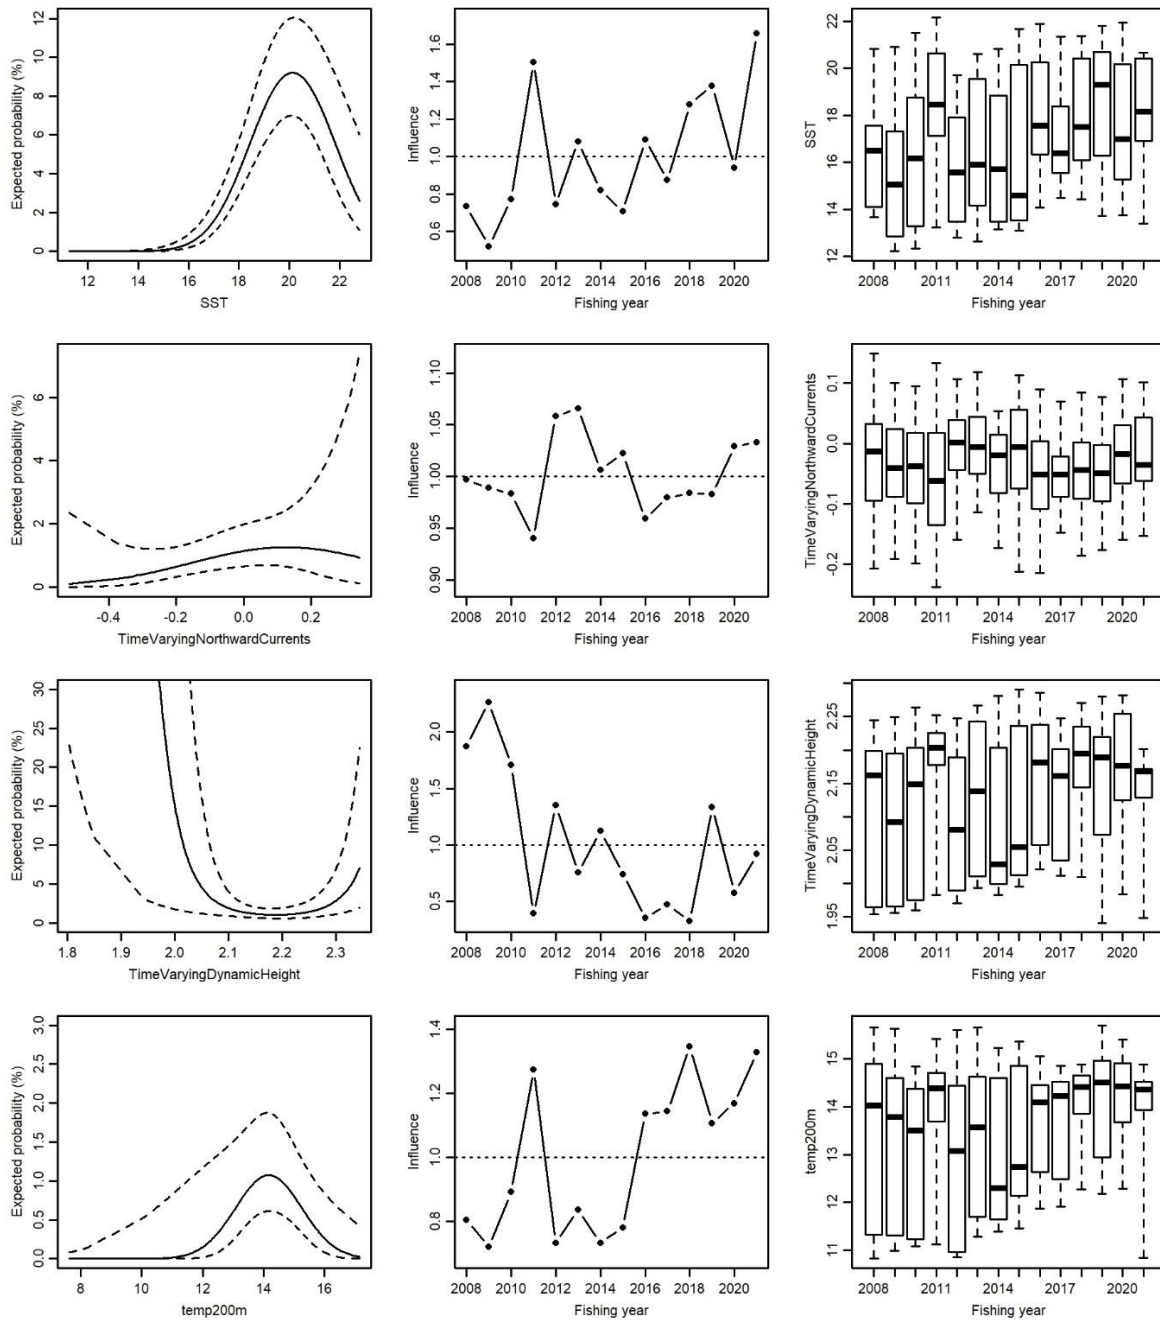 Expected probability (%)
0 2 4 6 8 10 12
12 14 16 18 20 22
SST
Influence
0.6 0.8 1.0 1.2 1.4 1.6
2008 2010 2012 2014 2016 2018 2020
Fishing year
SST
12 14 16 18 20 22
2008 2011 2014 2017 2020
Fishing year
Expected probability (%)
0 2 4 6
-0.4 -0.2 0.0 0.2
TimeVaryingNorthwardCurrents
Influence
0.90 0.95 1.00 1.05 1.10
2008 2010 2012 2014 2016 2018 2020
Fishing year
TimeVaryingNorthwardCurrents
-0.2 -0.1 0.0 0.1
2008 2011 2014 2017 2020
Fishing year
Expected probability (%)
0 5 10 15 20 25 30
1.8 1.9 2.0 2.1 2.2 2.3
TimeVaryingDynamicHeight
Influence
0.5 1.0 1.5 2.0
2008 2010 2012 2014 2016 2018 2020
Fishing year
TimeVaryingDynamicHeight
1.95 2.05 2.15 2.25
2008 2011 2014 2017 2020
Fishing year
Expected probability (%)
0.0 0.5 1.0 1.5 2.0 2.5 3.0
8 10 12 14 16
temp200m
Influence
0.8 1.0 1.2 1.4
2008 2010 2012 2014 2016 2018 2020
Fishing year
temp200m
11 12 13 14 15
2008 2011 2014 2017 2020
Fishing year